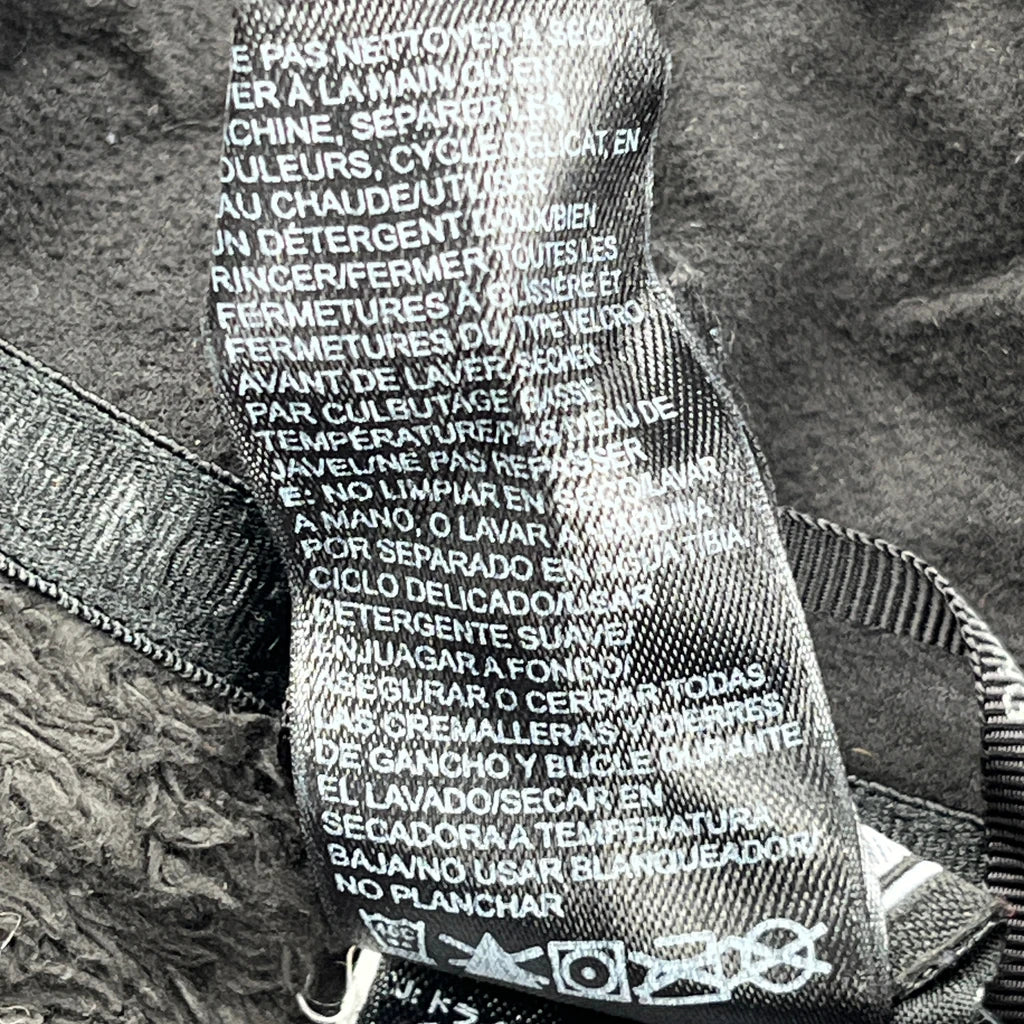 E PAS NETTOYER À SEC/
ER À LA MAIN OU EN
CHINE, SÉPARER LES
OULEURS, CYCLE DÉLICAT, EN
AU CHAUDE/UTILISER
UN DÉTERGENT DOUX/BIEN
RINCER/FERMER TOUTES LES
FERMETURES À GLISSIÈRE ET
FERMETURES DU TYPE VELCRO
AVANT DE LAVER/SÉCHER
PAR CULBUTAGE
TEMPÉRATURE/PAS D'EAU DE
JAVEL/NE PAS REPASSER
E: NO LIMPIAR EN SECO/LAVAR
A MANO, O LAVAR A MÁQUINA
POR SEPARADO EN AGUA TIBIA
CICLO DELICADO/USAR
DETERGENTE SUAVE/
ENJUAGAR A FONDO/
ASEGURAR O CERRAR TODAS
LAS CREMALLERAS Y CIERRES
DE GANCHO Y BUCLE DURANTE
EL LAVADO/SECAR EN
SECADORA A TEMPERATURA
BAJA/NO USAR BLANQUEADOR/
NO PLANCHAR